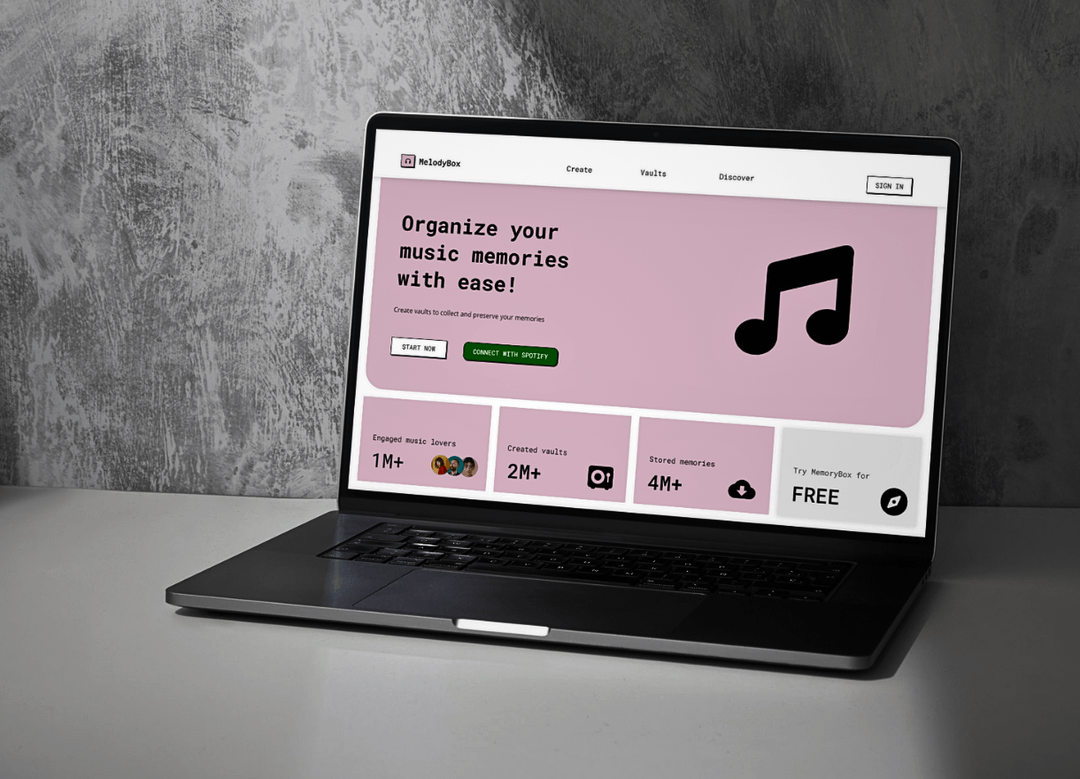 MelodyBox
Create
Vaults
Discover
SIGN IN
Organize your
music memories
with ease!
Create vaults to collect and preserve your memories
START NOW
CONNECT WITH SPOTIFY
Engaged music lovers
1M+
Created vaults
2M+
Stored memories
4M+
Try MemoryBox for
FREE